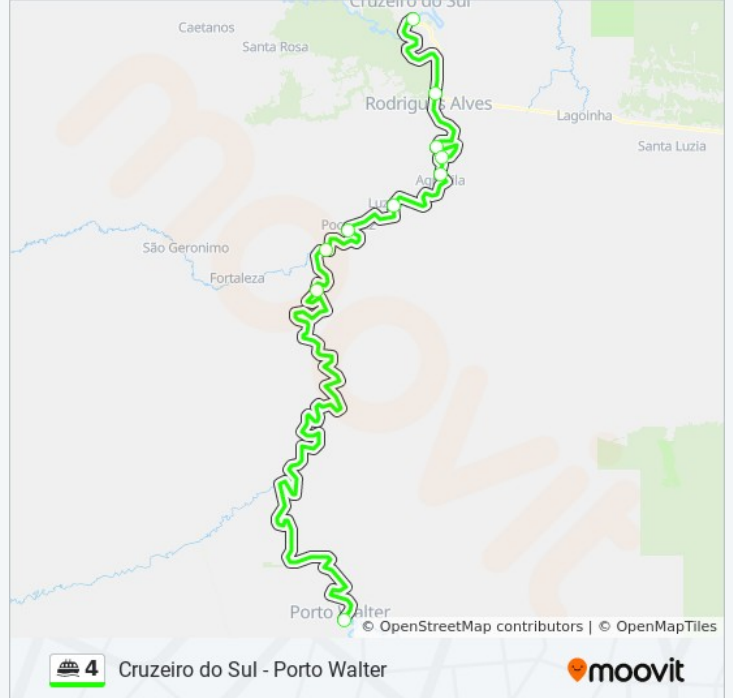 Cruzeiro do Sul
Caetanos
Santa Rosa
Rodrigues Alves
Lagoinha
Santa Luzia
São Geronimo
Fortaleza
Porto Walter
© OpenStreetMap contributors | © OpenMapTiles
4 Cruzeiro do Sul - Porto Walter
moovit
moovit